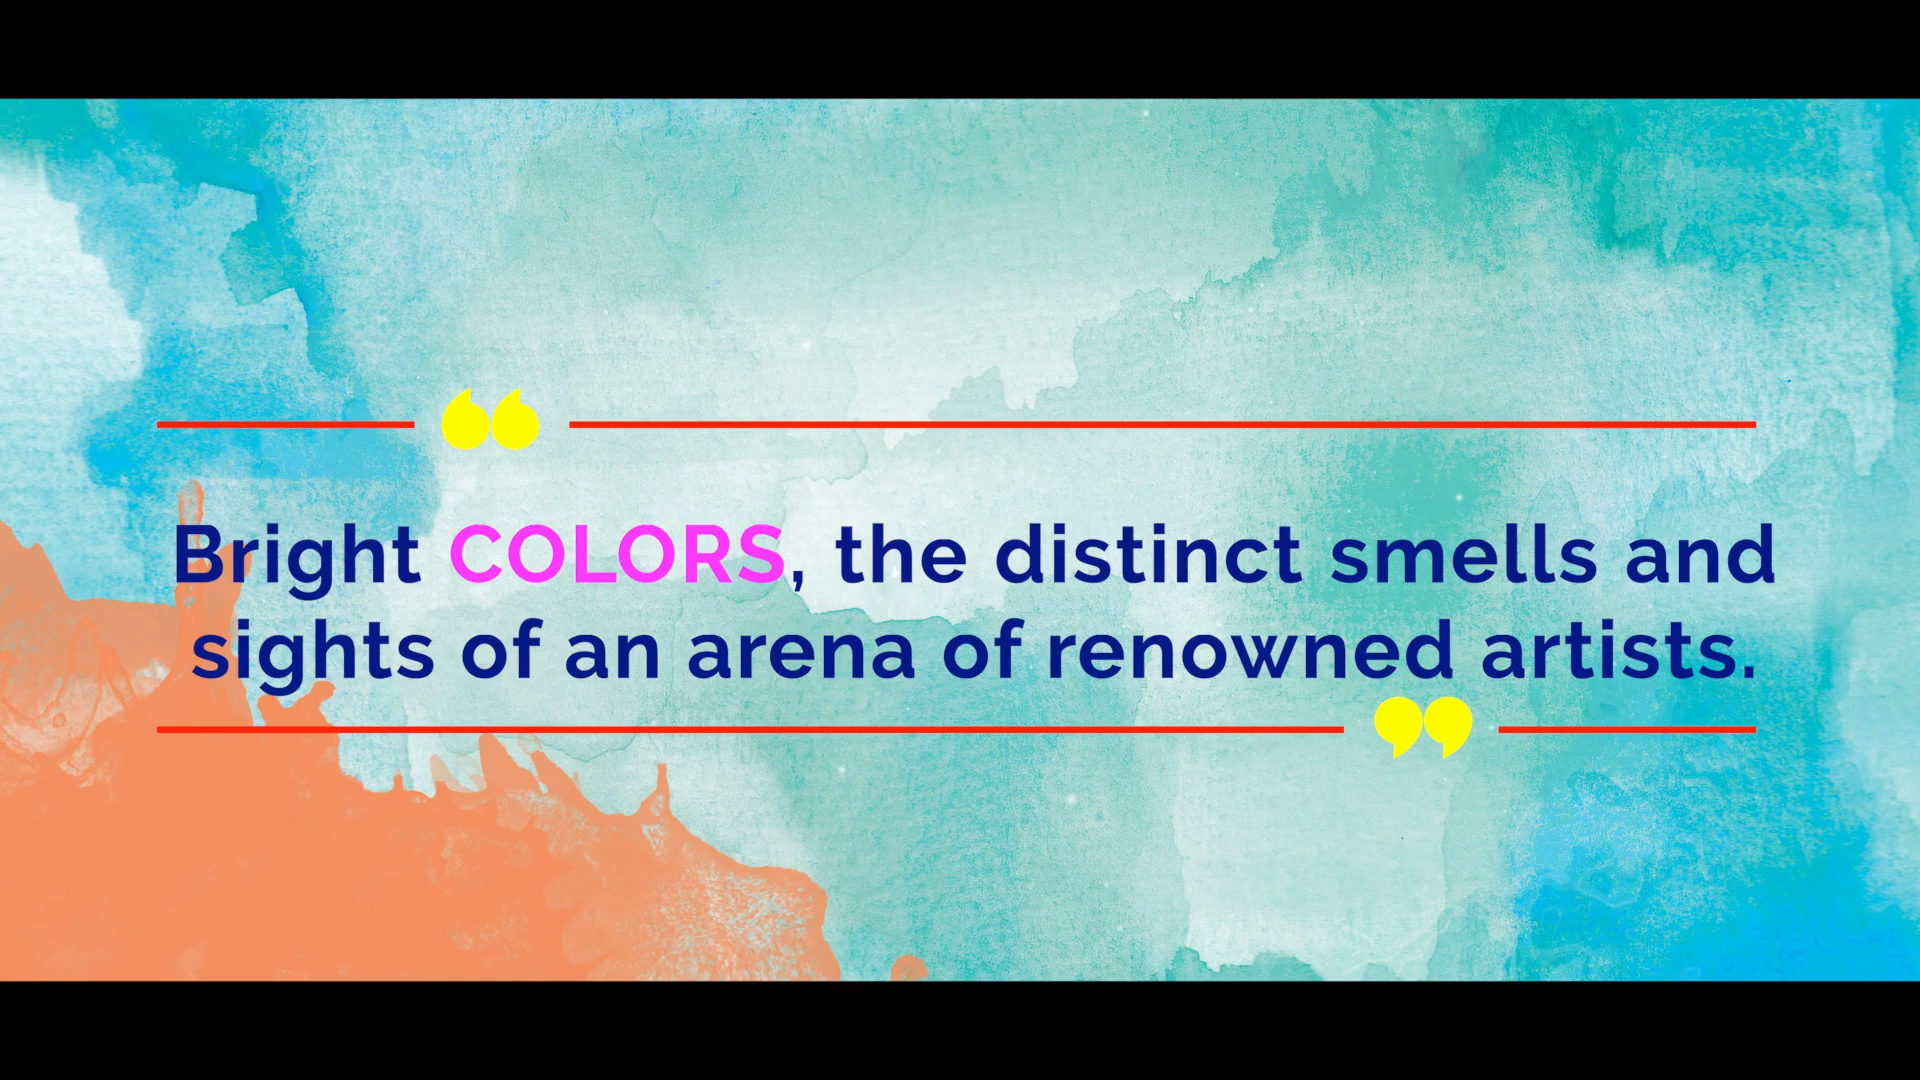 “
Bright COLORS, the distinct smells and
sights of an arena of renowned artists.
”